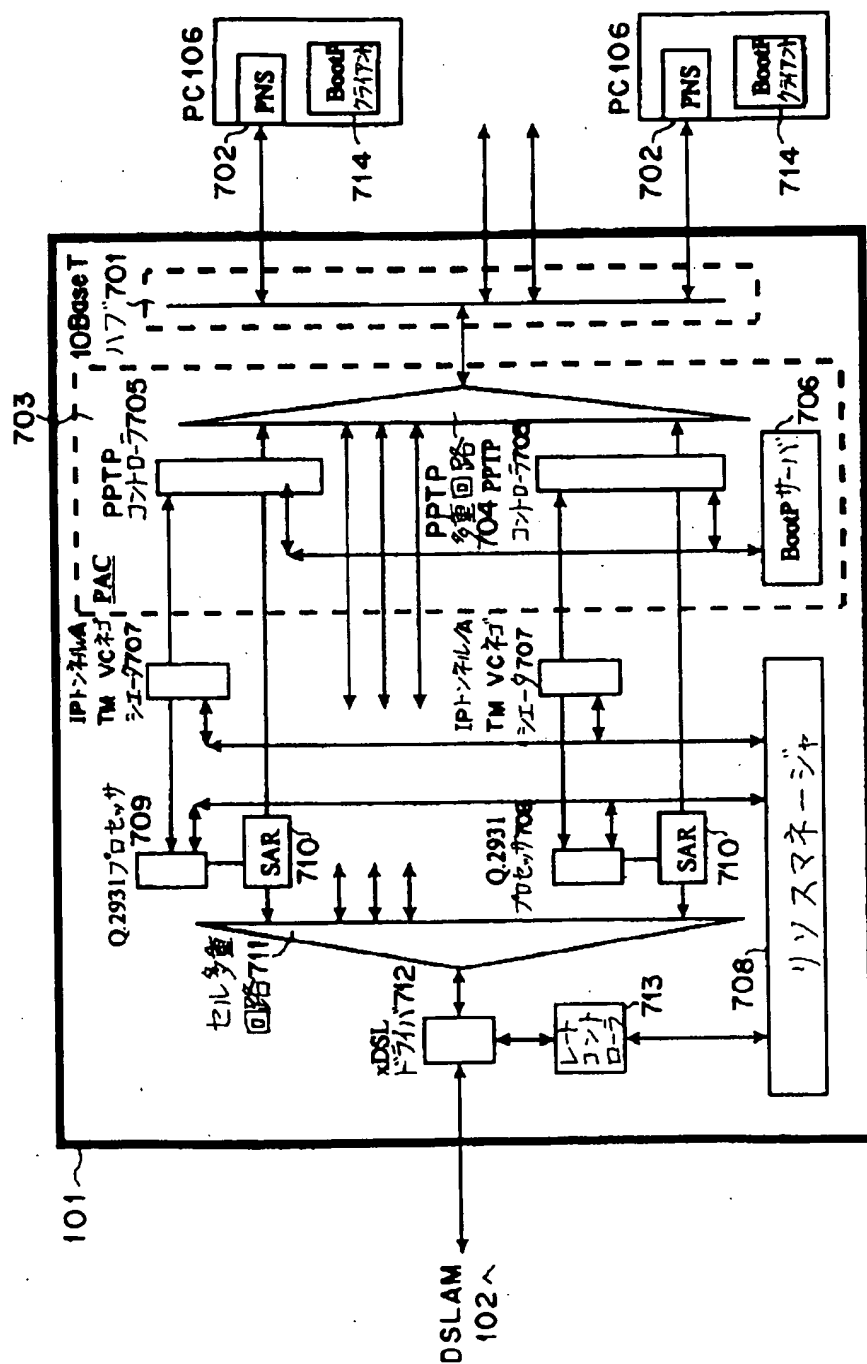 PC106
PNS
BootP
クライアント
702
714
PC106
PNS
BootP
クライアント
702
714
703
10BaseT
ハブ701
PAC
PPTP
コントローラ705
PPTP
多重回路
704
PPTP
コントローラ705
706
BootPサーバ
IPトンネル/A
TM VCネゴ
シエータ707
IPトンネル/A
TM VCネゴ
シエータ707
Q.2931プロセッサ
709
SAR
710
Q.2931
プロセッサ709
SAR
710
セル多重
回路711
xDSL
ドライバ712
713
レート
コント
ローラ
708
リソスマネージャ
101
DSLAM
102へ